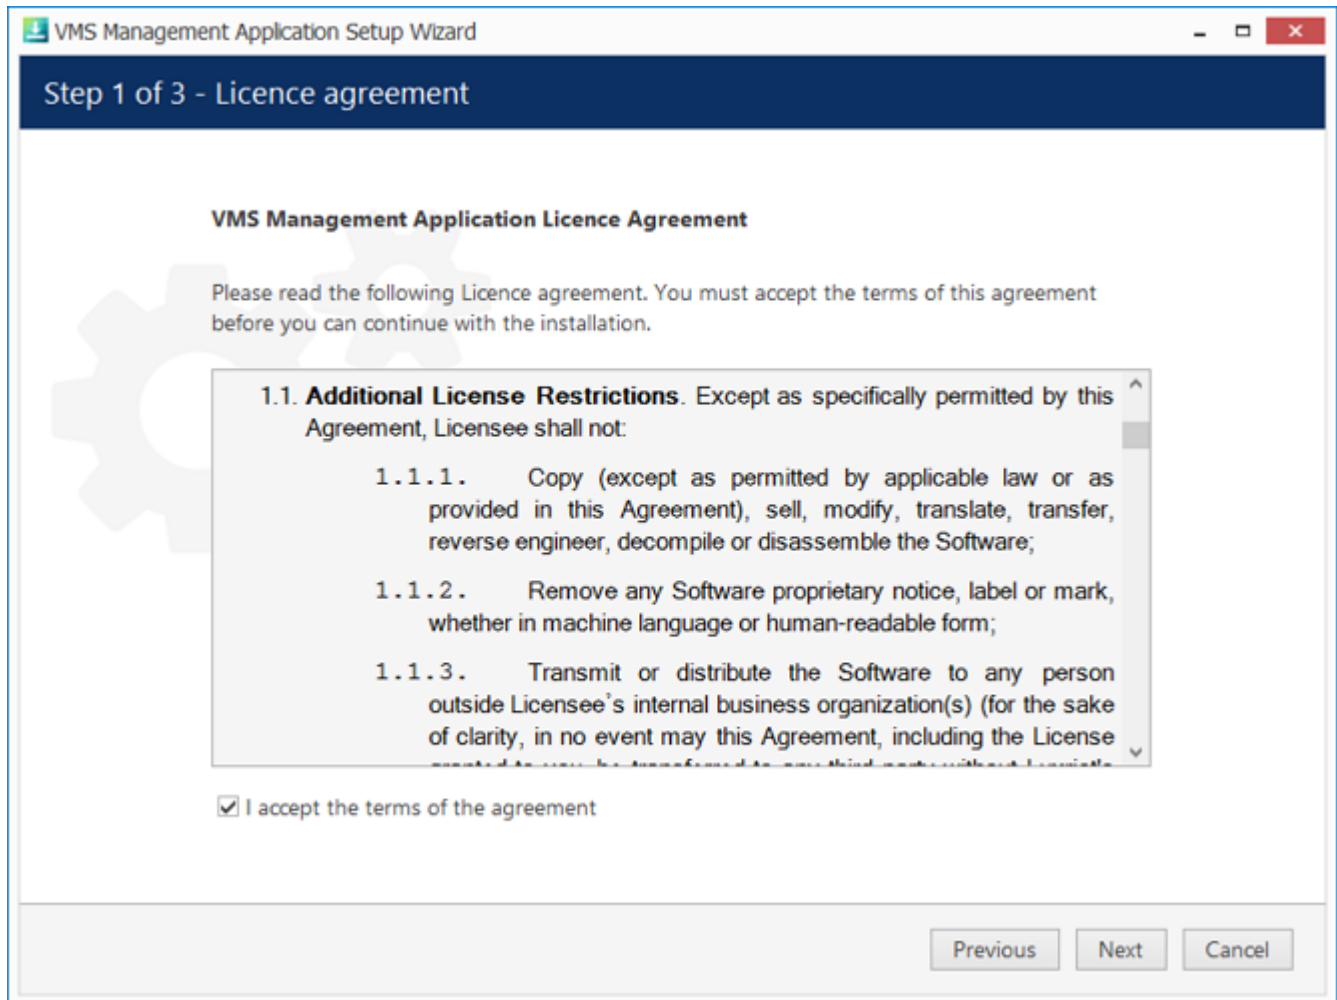 VMS Management Application Setup Wizard
Step 1 of 3 - Licence agreement
VMS Management Application Licence Agreement
Please read the following Licence agreement. You must accept the terms of this agreement
before you can continue with the installation.
1.1. Additional License Restrictions. Except as specifically permitted by this
Agreement, Licensee shall not:
1.1.1. Copy (except as permitted by applicable law or as
provided in this Agreement), sell, modify, translate, transfer,
reverse engineer, decompile or disassemble the Software;
1.1.2. Remove any Software proprietary notice, label or mark,
whether in machine language or human-readable form;
1.1.3. Transmit or distribute the Software to any person
outside Licensee's internal business organization(s) (for the sake
of clarity, in no event may this Agreement, including the License
I accept the terms of the agreement
Previous Next Cancel